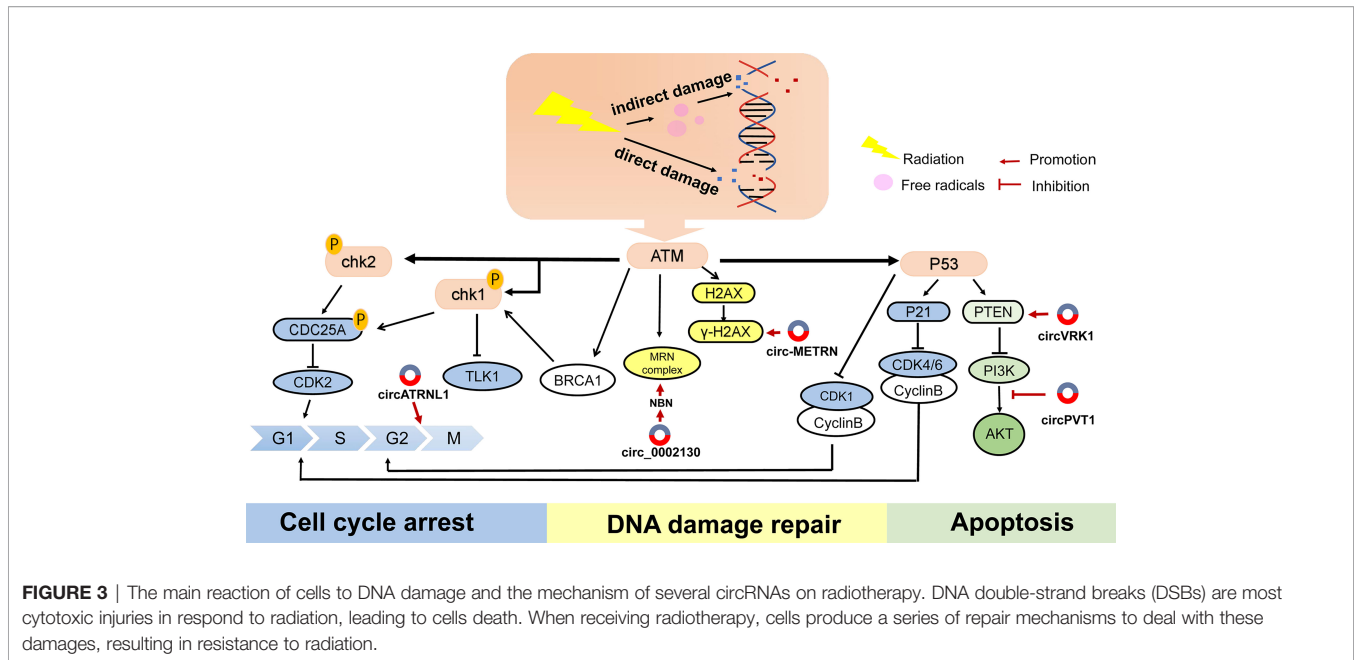 indirect damage
direct damage
Radiation
Promotion
Free radicals
Inhibition
P
chk2
ATM
P53
P
chk1
H2AX
CDC25A
P
P21
PTEN
γ-H2AX
circVRK1
circ-METRN
MRN
complex
CDK4/6
PI3K
CDK2
circATRNL1
TLK1
BRCA1
CyclinB
NBN
CDK1
circPVT1
CyclinB
AKT
G1
S
G2
M
circ_0002130
Cell cycle arrest
DNA damage repair
Apoptosis
FIGURE 3 | The main reaction of cells to DNA damage and the mechanism of several circRNAs on radiotherapy. DNA double-strand breaks (DSBs) are most
cytotoxic injuries in respond to radiation, leading to cells death. When receiving radiotherapy, cells produce a series of repair mechanisms to deal with these
damages, resulting in resistance to radiation.